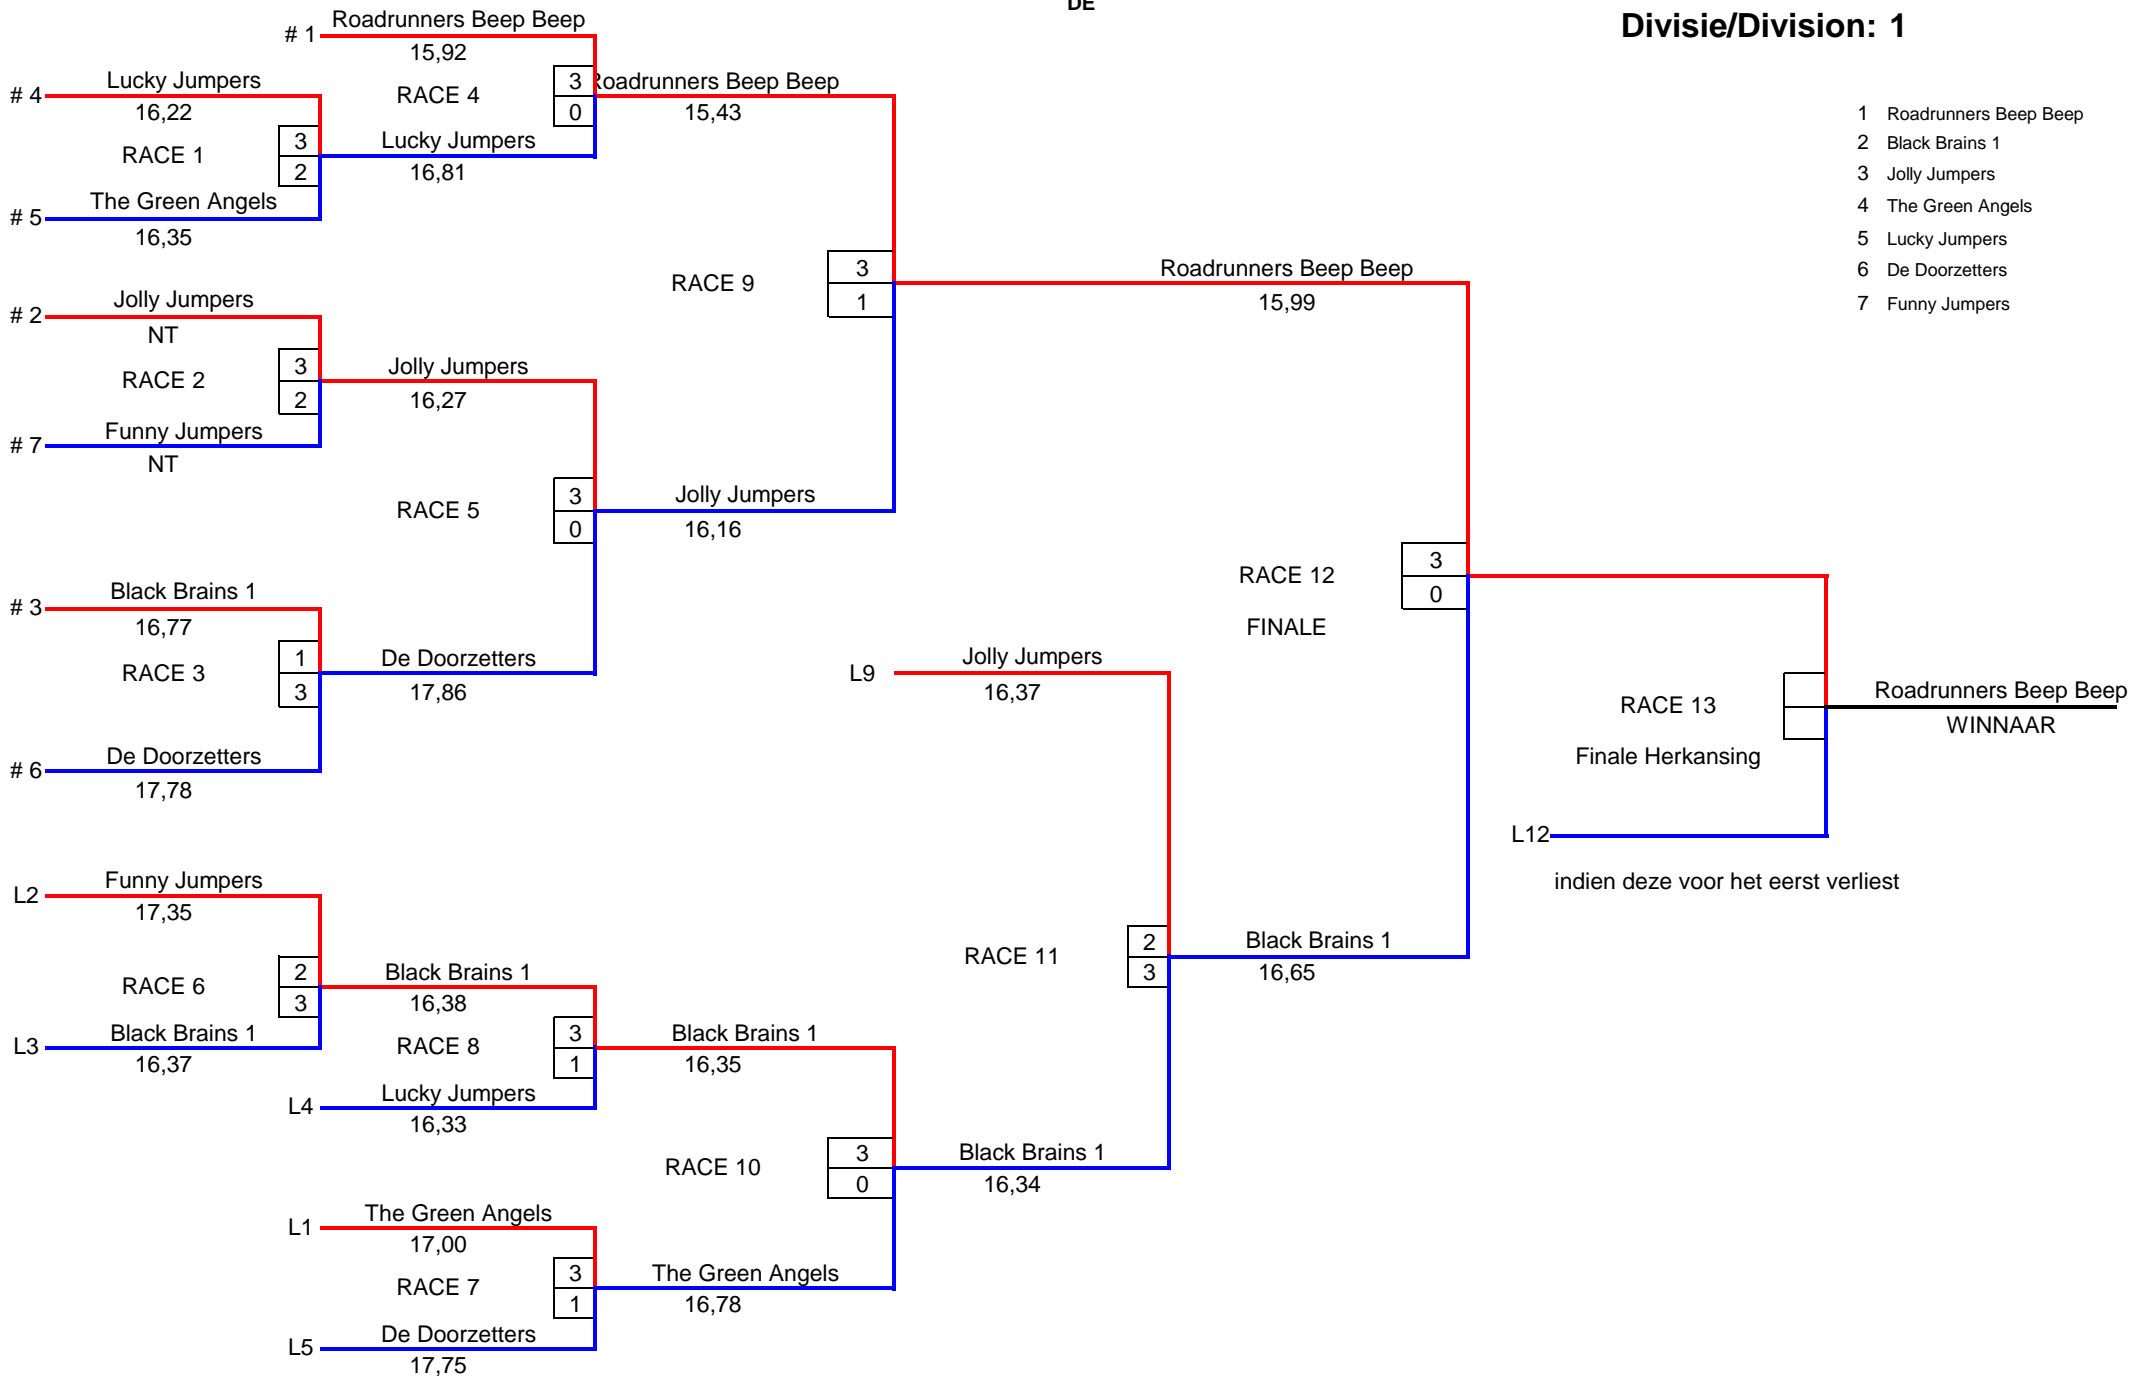 DE
Divisie/Division: 1
# 1 Roadrunners Beep Beep
15,92
# 4 Lucky Jumpers
16,22
RACE 1
3
2
# 5 The Green Angels
16,35
RACE 4
3
0
Lucky Jumpers
16,81
Roadrunners Beep Beep
15,43
# 2 Jolly Jumpers
NT
RACE 2
3
2
# 7 Funny Jumpers
NT
Jolly Jumpers
16,27
RACE 5
3
0
Jolly Jumpers
16,16
# 3 Black Brains 1
16,77
RACE 3
1
3
# 6 De Doorzetters
17,78
De Doorzetters
17,86
RACE 9
3
1
Roadrunners Beep Beep
15,99
1 Roadrunners Beep Beep
2 Black Brains 1
3 Jolly Jumpers
4 The Green Angels
5 Lucky Jumpers
6 De Doorzetters
7 Funny Jumpers
RACE 12
3
0
FINALE
L9 Jolly Jumpers
16,37
RACE 11
2
3
Black Brains 1
16,65
RACE 13
Finale Herkansing
Roadrunners Beep Beep
WINNAAR
L12
indien deze voor het eerst verliest
L2 Funny Jumpers
17,35
RACE 6
2
3
L3 Black Brains 1
16,37
Black Brains 1
16,38
RACE 8
3
1
L4 Lucky Jumpers
16,33
Black Brains 1
16,35
RACE 10
3
0
Black Brains 1
16,34
L1 The Green Angels
17,00
RACE 7
3
1
L5 De Doorzetters
17,75
The Green Angels
16,78